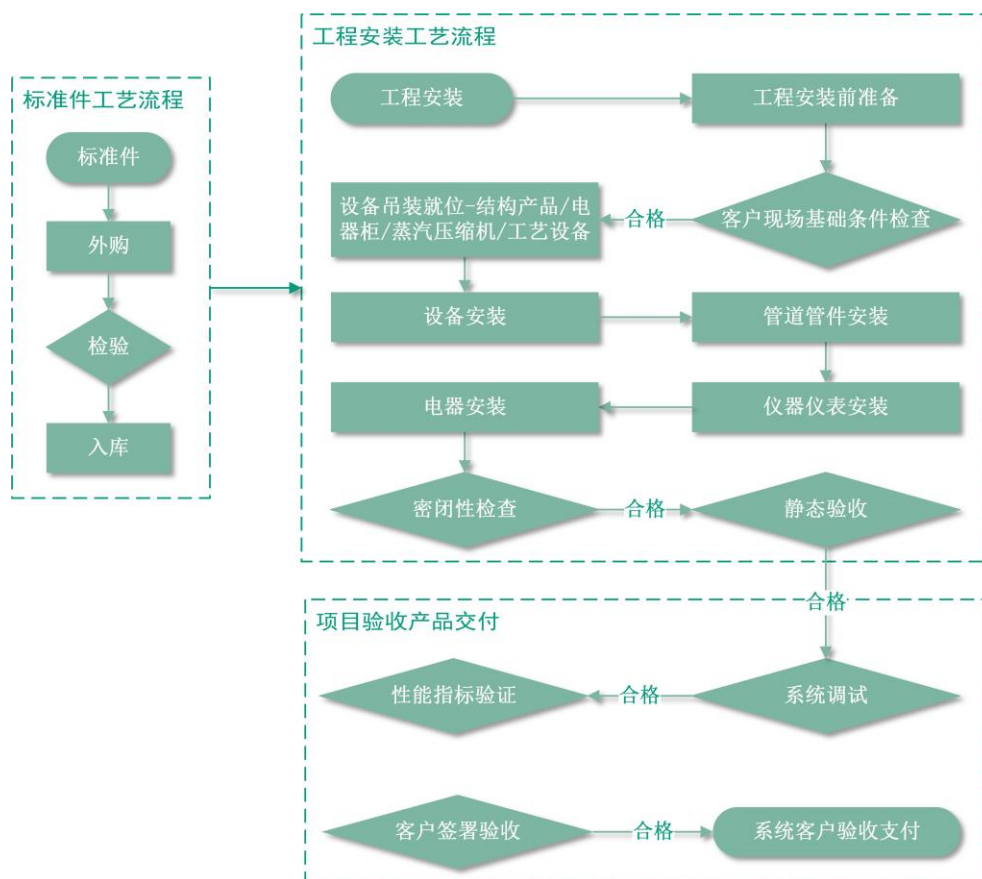 标准件工艺流程
标准件
外购
检验
入库
工程安装工艺流程
工程安装
工程安装前准备
客户现场基础条件检查
合格
设备吊装就位-结构产品/电
器柜/蒸汽压缩机/工艺设备
设备安装
管道管件安装
仪器仪表安装
电器安装
密闭性检查
合格
静态验收
合格
项目验收产品交付
系统调试
合格
性能指标验证
客户签署验收
合格
系统客户验收支付